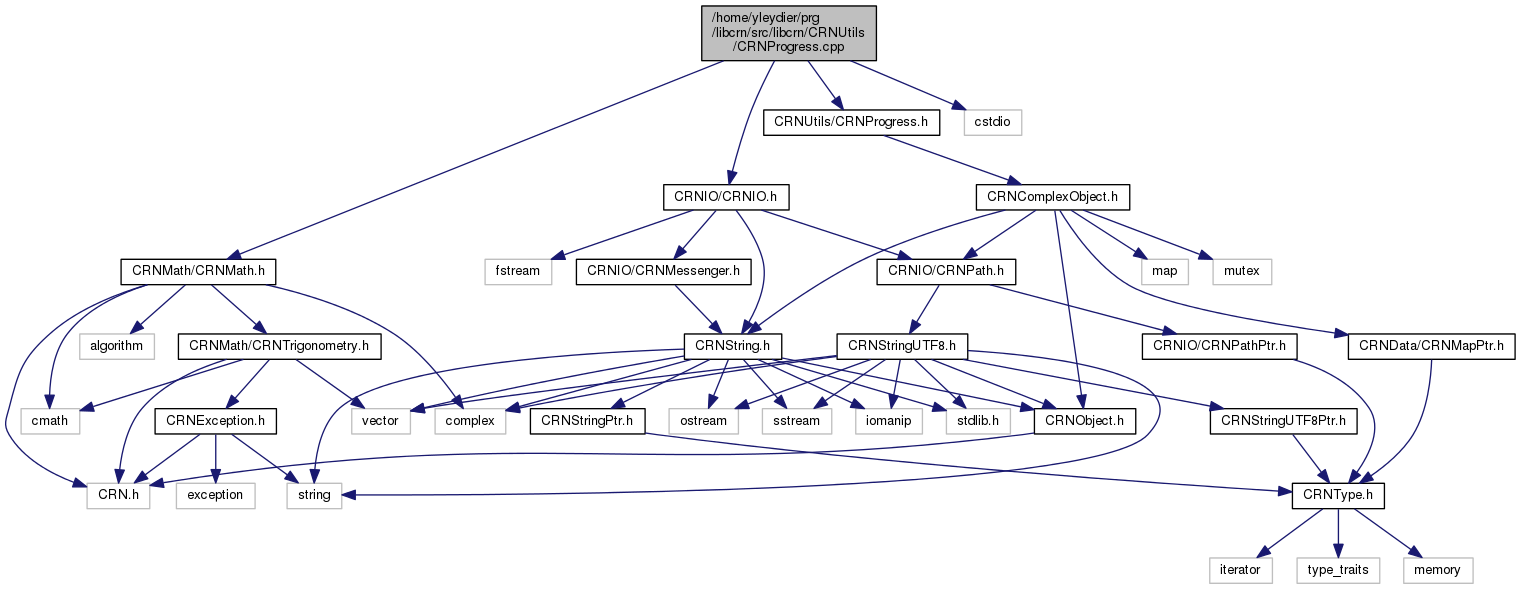 /home/yleydier/prg
/libcrn/src/libcrn/CRNUtils
/CRNProgress.cpp
CRNUtils/CRNProgress.h
cstdio
CRNIO/CRNIO.h
CRNComplexObject.h
CRNMath/CRNMath.h
fstream
CRNIO/CRNMessenger.h
CRNIO/CRNPath.h
map
mutex
algorithm
CRNMath/CRNTrigonometry.h
CRNString.h
CRNStringUTF8.h
CRNIO/CRNPathPtr.h
CRNData/CRNMapPtr.h
cmath
CRNException.h
vector
complex
CRNStringPtr.h
ostream
sstream
iomanip
stdlib.h
CRNObject.h
CRNStringUTF8Ptr.h
CRN.h
exception
string
CRNType.h
iterator
type_traits
memory